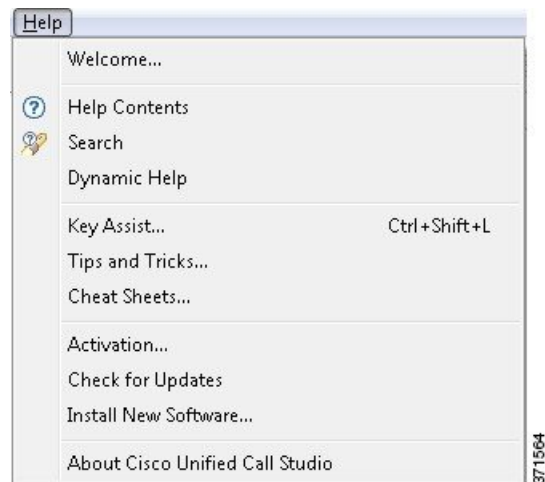 Help
Welcome...
Help Contents
Search
Dynamic Help
Key Assist... Ctrl+Shift+L
Tips and Tricks...
Cheat Sheets...
Activation...
Check for Updates
Install New Software...
About Cisco Unified Call Studio
371564